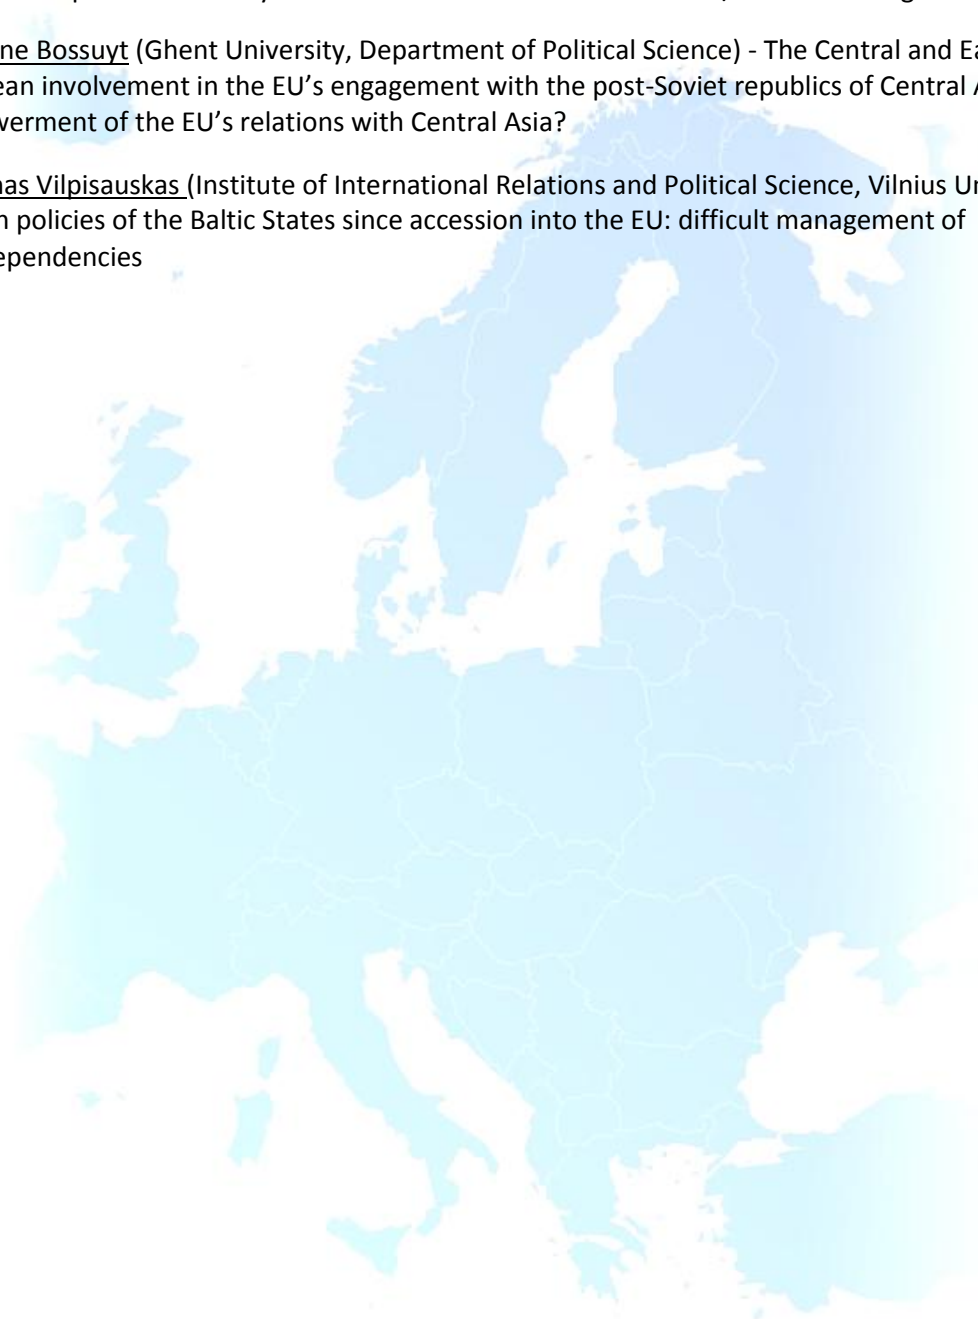 ne Bossuyt (Ghent University, Department of Political Science) - The Central and Ea
ean involvement in the EU’s engagement with the post-Soviet republics of Central A
verment of the EU’s relations with Central Asia?
nas Vilpisauskas (Institute of International Relations and Political Science, Vilnius Un
n policies of the Baltic States since accession into the EU: difficult management of
ependencies